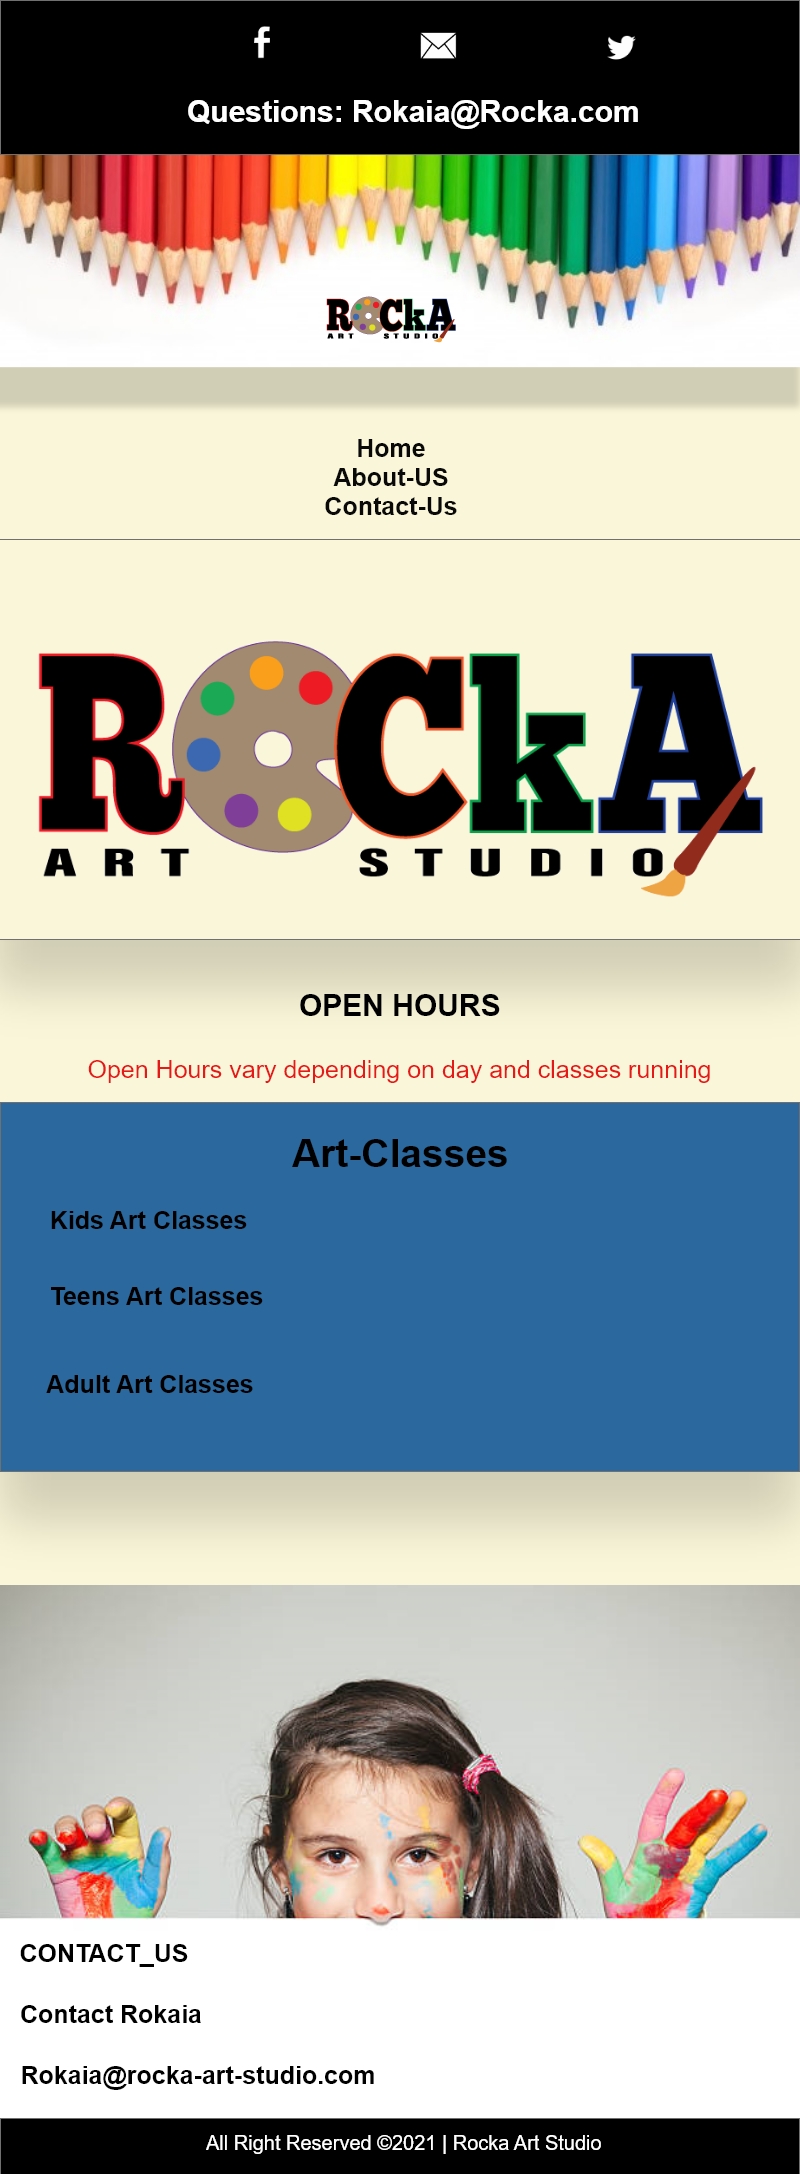 Questions: Rokaia@Rocka.com
ROCkA
ART STUDIO
Home
About-US
Contact-Us
ROCkA
ART STUDIO
OPEN HOURS
Open Hours vary depending on day and classes running
Art-Classes
Kids Art Classes
Teens Art Classes
Adult Art Classes
CONTACT_US
Contact Rokaia
Rokaia@rocka-art-studio.com
All Right Reserved ©2021 | Rocka Art Studio